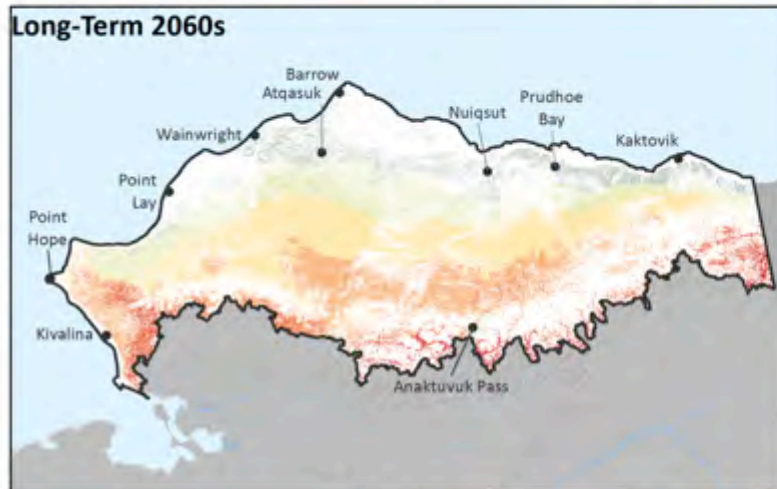 Long-Term 2060s
Barrow
Atqasuk
Wainwright
Nuiqsut
Prudhoe
Bay
Kaktovik
Point
Lay
Point
Hope
Kivalina
Anaktuvuk Pass